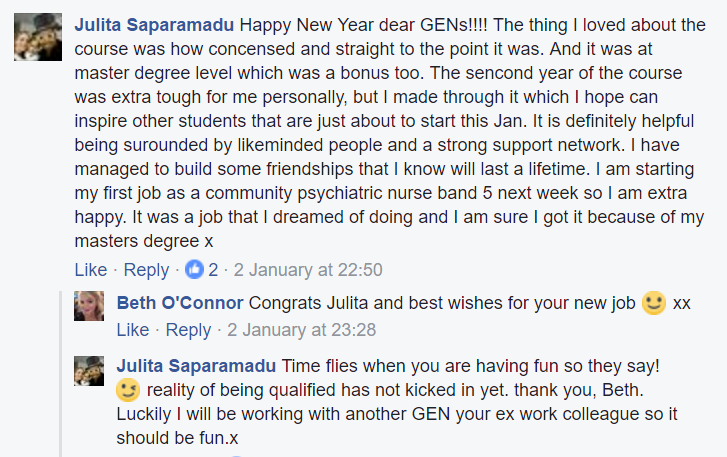 Julita Saparamadu Happy New Year dear GENs!!!! The thing I loved about the
course was how concensed and straight to the point it was. And it was at
master degree level which was a bonus too. The sencond year of the course
was extra tough for me personally, but I made through it which I hope can
inspire other students that are just about to start this Jan. It is definitely helpful
being surounded by likeminded people and a strong support network. I have
managed to build some friendships that I know will last a lifetime. I am starting
my first job as a community psychiatric nurse band 5 next week so I am extra
happy. It was a job that I dreamed of doing and I am sure I got it because of my
masters degree x
Like · Reply · 2 · 2 January at 22:50
Beth O'Connor Congrats Julita and best wishes for your new job 🙂 xx
Like · Reply · 2 January at 23:28
Julita Saparamadu Time flies when you are having fun so they say!
😉 reality of being qualified has not kicked in yet. thank you, Beth.
Luckily I will be working with another GEN your ex work colleague so it
should be fun.x